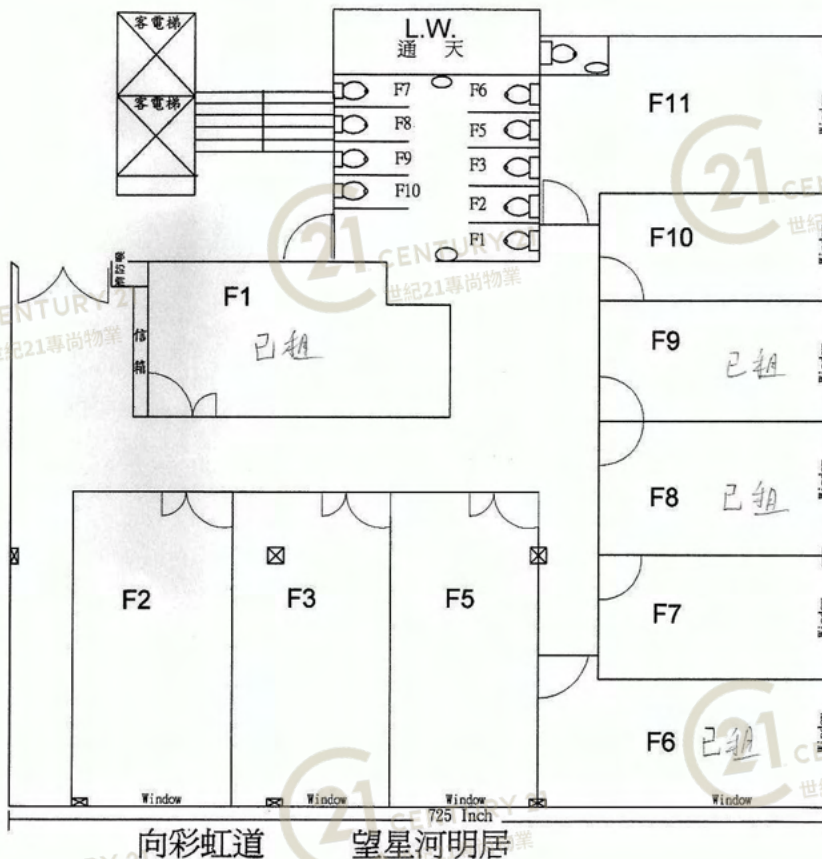 客電梯
L.W.
通天
客電梯
F7
F6
F8
F5
F9
F3
F10
F2
F1
F11
F10
F9
已租
F8
已租
F7
F6 已租
F1
已租
信箱
F2
F3
F5
Window
Window
Window
Window
725 Inch
向彩虹道 望星河明居
21
CENTURY 21
世紀21專尚物業